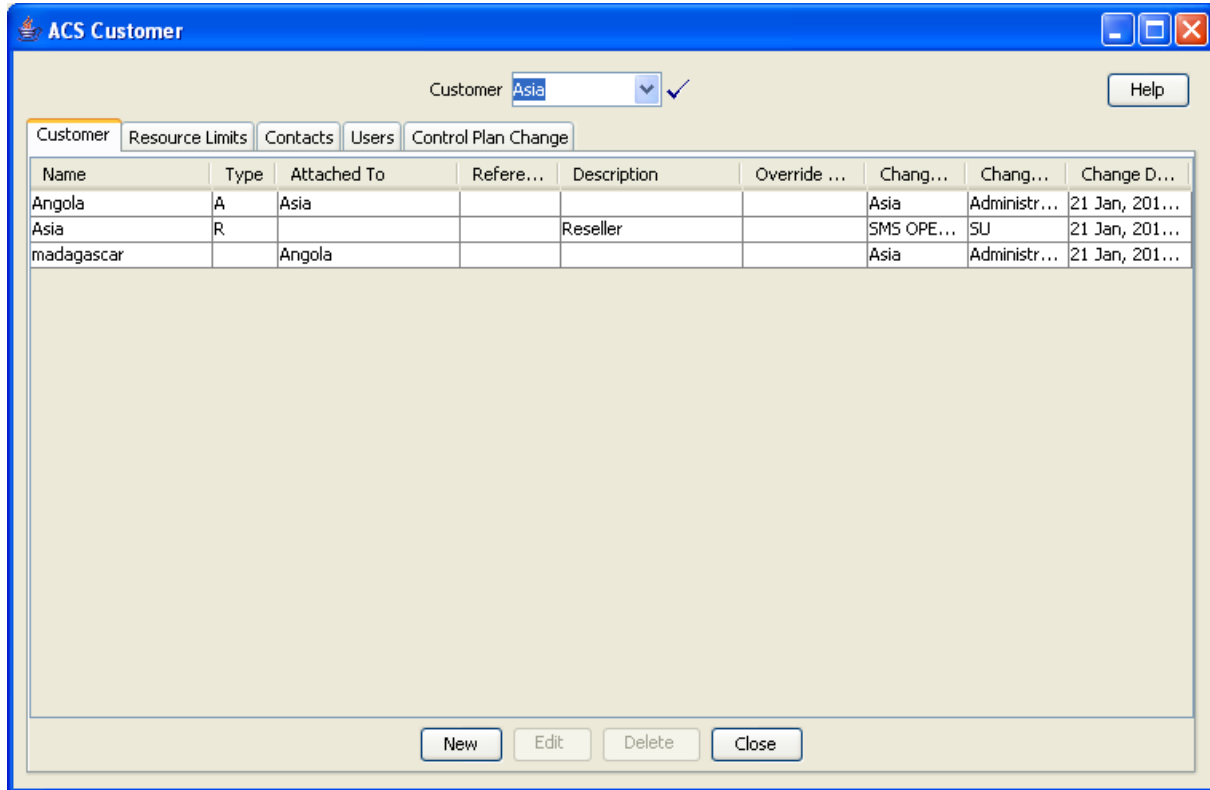 ACS Customer
Customer Asia
Help
Customer Resource Limits Contacts Users Control Plan Change
Name Type Attached To Refere... Description Override ... Chang... Chang... Change D...
Angola A Asia Asia Administr... 21 Jan, 201...
Asia R Reseller SMS OPE... SU 21 Jan, 201...
madagascar Angola Asia Administr... 21 Jan, 201...
New Edit Delete Close